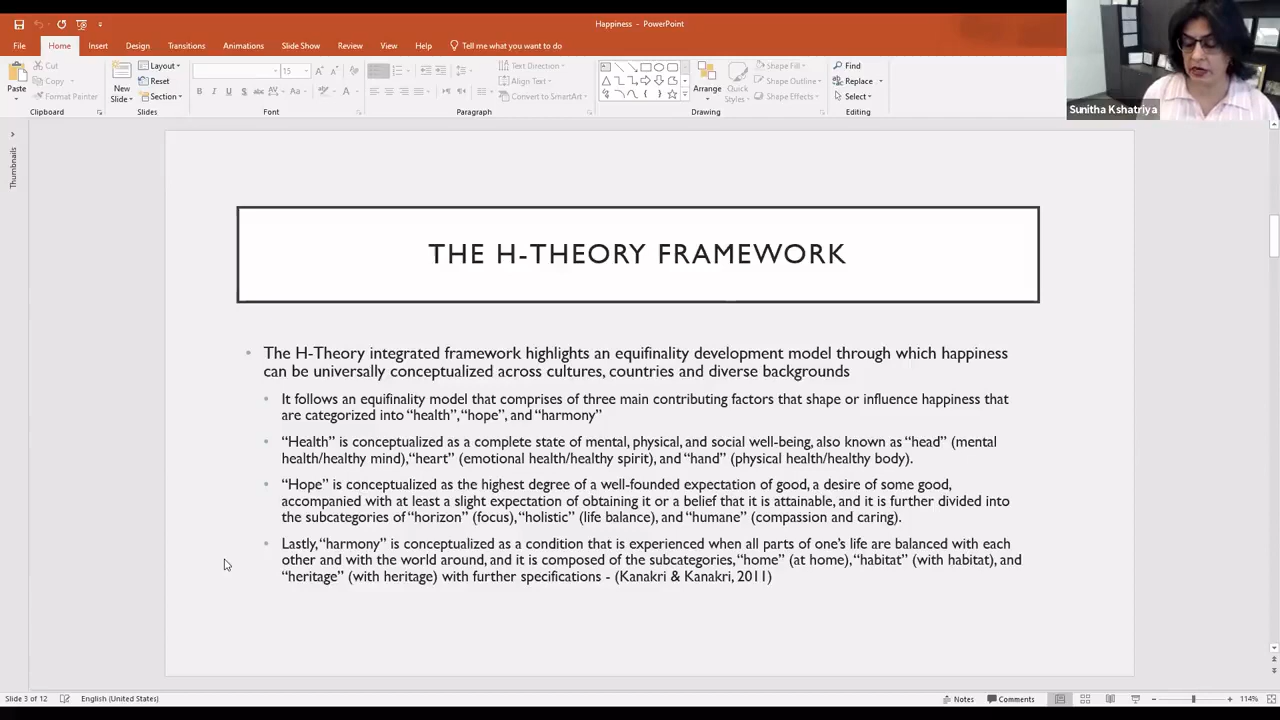 Happiness - PowerPoint
File Home Insert Design Transitions Animations Slide Show Review View Help Tell me what you want to do
Paste
Cut
Copy
Format Painter
Clipboard
New Slide
Layout
Reset
Section
Slides
15
Font
Paragraph
Text Direction
Align Text
Convert to SmartArt
Arrange
Quick Styles
Shape Fill
Shape Outline
Shape Effects
Drawing
Find
Replace
Select
Editing
Sunitha Kshatriya
Thumbnails
THE H-THEORY FRAMEWORK
• The H-Theory integrated framework highlights an equifinality development model through which happiness
can be universally conceptualized across cultures, countries and diverse backgrounds
• It follows an equifinality model that comprises of three main contributing factors that shape or influence happiness that
are categorized into “health”, “hope”, and “harmony”
• “Health” is conceptualized as a complete state of mental, physical, and social well-being, also known as “head” (mental
health/healthy mind), “heart” (emotional health/healthy spirit), and “hand” (physical health/healthy body).
• “Hope” is conceptualized as the highest degree of a well-founded expectation of good, a desire of some good,
accompanied with at least a slight expectation of obtaining it or a belief that it is attainable, and it is further divided into
the subcategories of “horizon” (focus), “holistic” (life balance), and “humane” (compassion and caring).
• Lastly, “harmony” is conceptualized as a condition that is experienced when all parts of one’s life are balanced with each
other and with the world around, and it is composed of the subcategories, “home” (at home), “habitat” (with habitat), and
“heritage” (with heritage) with further specifications - (Kanakri & Kanakri, 2011)
Slide 3 of 12 English (United States) Notes Comments 114%